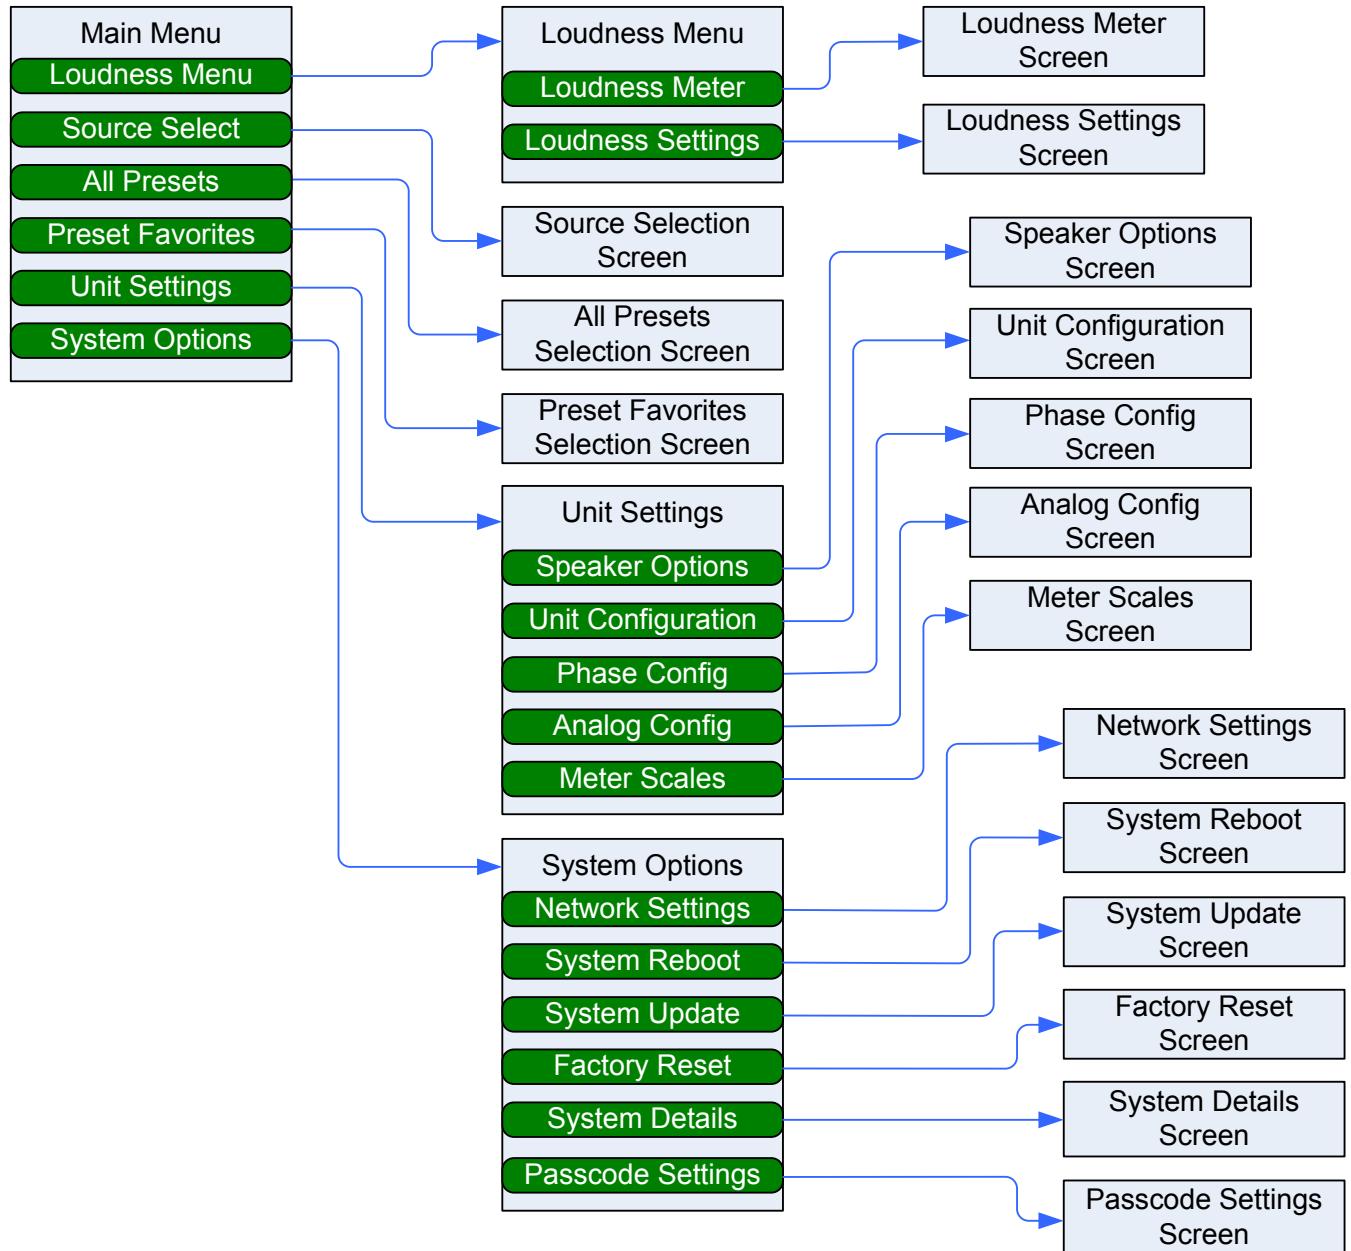 Main Menu
Loudness Menu
Source Select
All Presets
Preset Favorites
Unit Settings
System Options
Loudness Menu
Loudness Meter
Loudness Settings
Source Selection
Screen
All Presets
Selection Screen
Preset Favorites
Selection Screen
Unit Settings
Speaker Options
Unit Configuration
Phase Config
Analog Config
Meter Scales
System Options
Network Settings
System Reboot
System Update
Factory Reset
System Details
Passcode Settings
Loudness Meter
Screen
Loudness Settings
Screen
Speaker Options
Screen
Unit Configuration
Screen
Phase Config
Screen
Analog Config
Screen
Meter Scales
Screen
Network Settings
Screen
System Reboot
Screen
System Update
Screen
Factory Reset
Screen
System Details
Screen
Passcode Settings
Screen